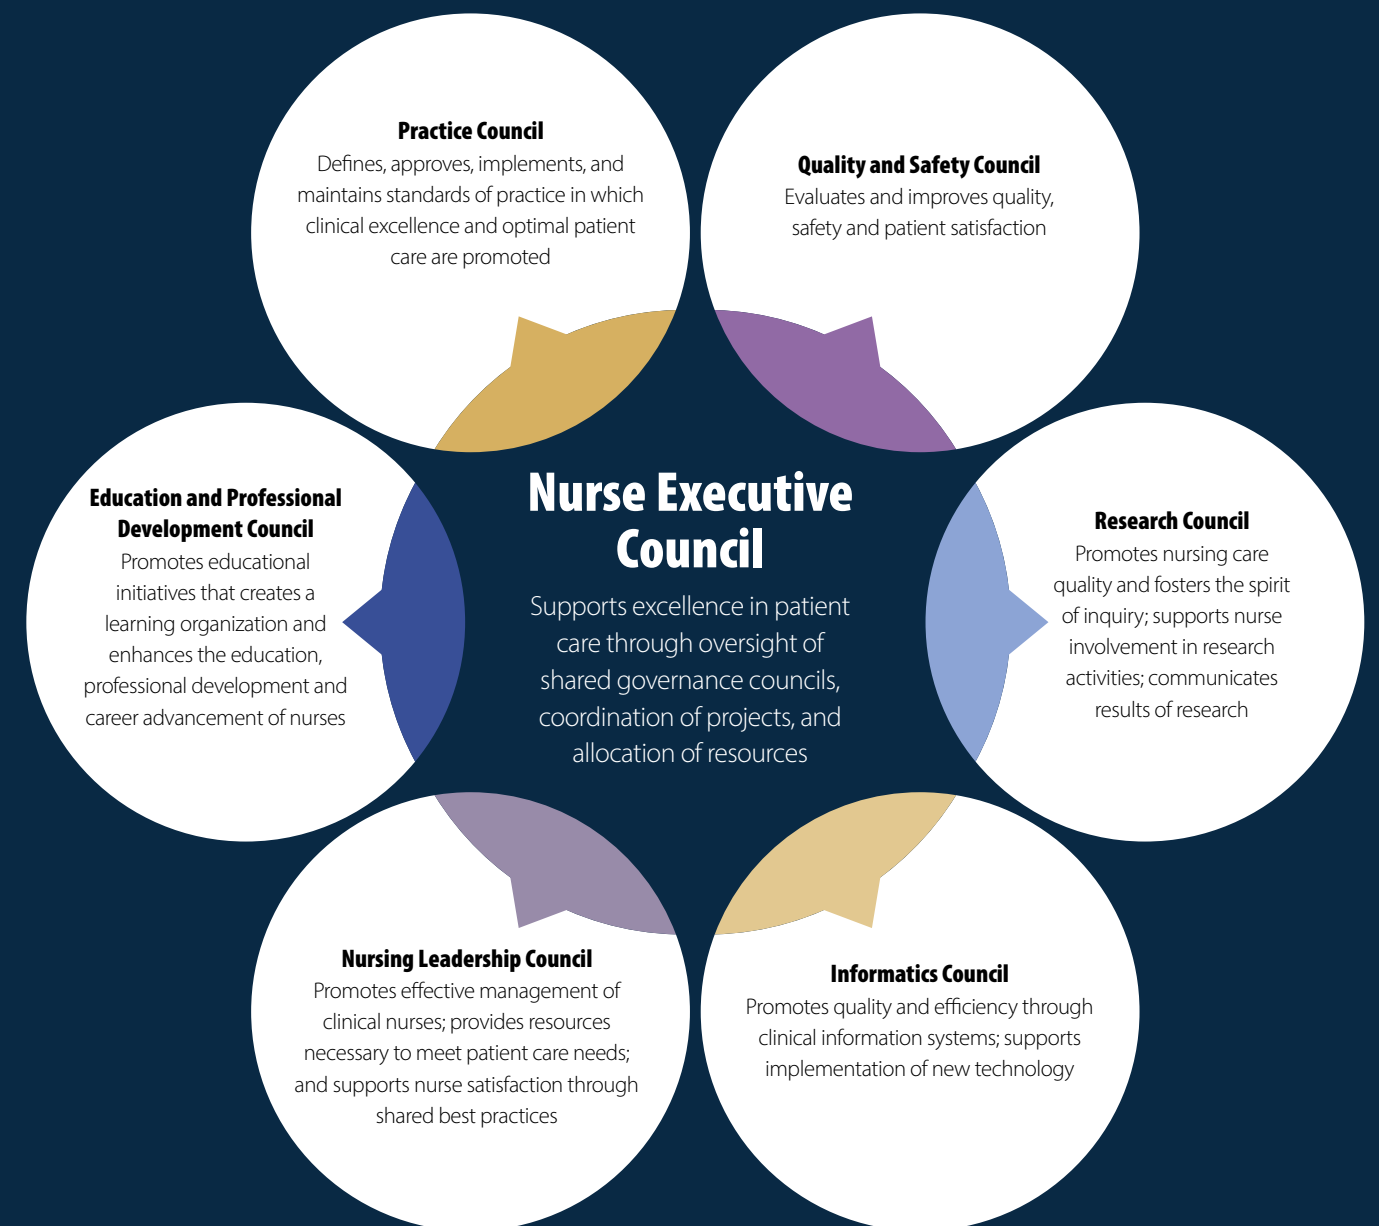 Practice Council
Defines, approves, implements, and
maintains standards of practice in which
clinical excellence and optimal patient
care are promoted
Quality and Safety Council
Evaluates and improves quality,
safety and patient satisfaction
Education and Professional
Development Council
Promotes educational
initiatives that creates a
learning organization and
enhances the education,
professional development and
career advancement of nurses
Nurse Executive
Council
Supports excellence in patient
care through oversight of
shared governance councils,
coordination of projects, and
allocation of resources
Research Council
Promotes nursing care
quality and fosters the spirit
of inquiry; supports nurse
involvement in research
activities; communicates
results of research
Nursing Leadership Council
Promotes effective management of
clinical nurses; provides resources
necessary to meet patient care needs;
and supports nurse satisfaction through
shared best practices
Informatics Council
Promotes quality and efficiency through
clinical information systems; supports
implementation of new technology